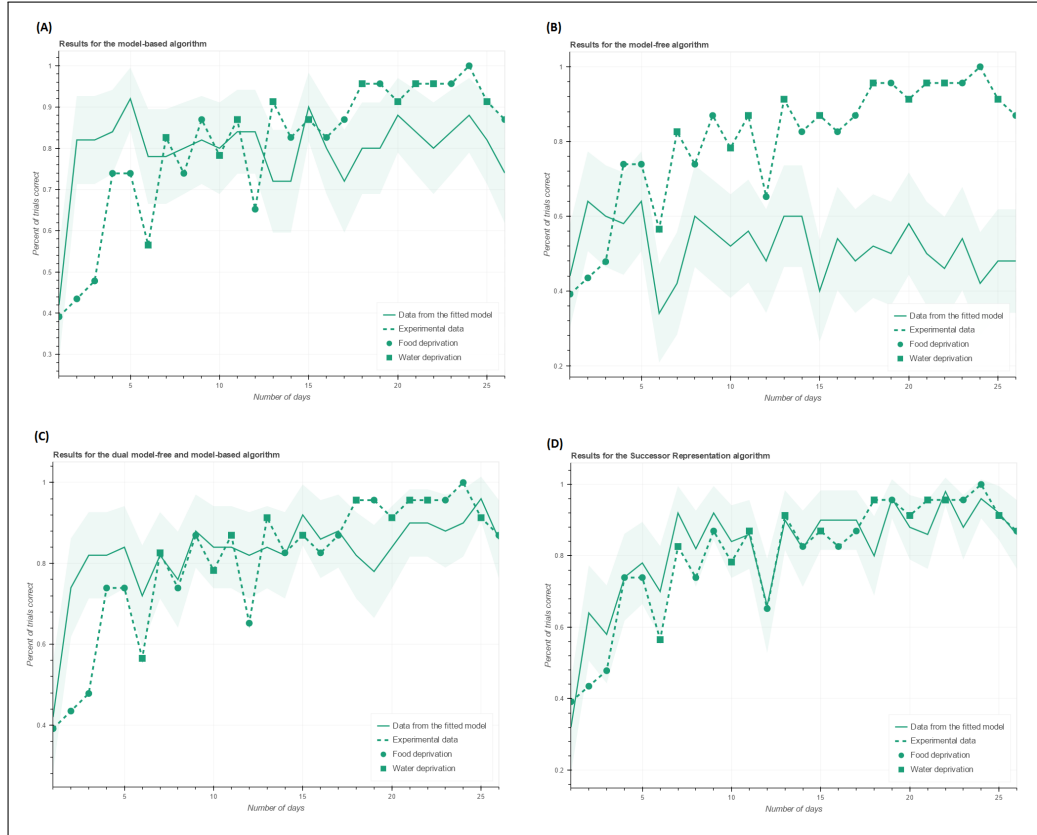 (A)
Results for the model-based algorithm
1
0.9
0.8
0.7
0.6
0.5
0.4
0.3
Percent of trials correct
5
10
15
20
25
Number of days
Data from the fitted model
Experimental data
Food deprivation
Water deprivation
(B)
Results for the model-free algorithm
1
0.8
0.6
0.4
0.2
Percent of trials correct
5
10
15
20
25
Number of days
Data from the fitted model
Experimental data
Food deprivation
Water deprivation
(C)
Results for the dual model-free and model-based algorithm
1
0.8
0.6
0.4
Percent of trials correct
5
10
15
20
25
Number of days
Data from the fitted model
Experimental data
Food deprivation
Water deprivation
(D)
Results for the Successor Representation algorithm
1
0.8
0.6
0.4
0.2
Percent of trials correct
5
10
15
20
25
Number of days
Data from the fitted model
Experimental data
Food deprivation
Water deprivation